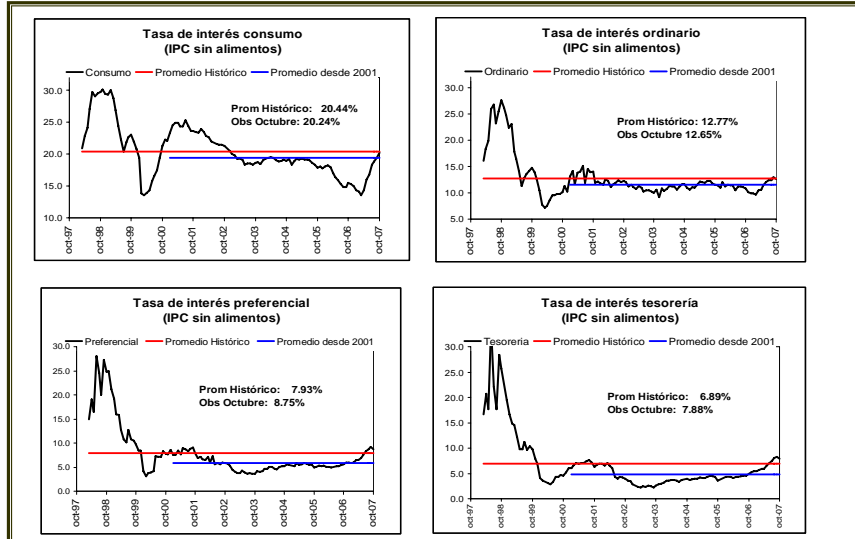 Tasa de interés consumo
(IPC sin alimentos)
Consumo Promedio Histórico Promedio desde 2001
Prom Histórico: 20.44%
Obs Octubre: 20.24%
30.0
25.0
20.0
15.0
10.0
oct-97
oct-98
oct-99
oct-00
oct-01
oct-02
oct-03
oct-04
oct-05
oct-06
oct-07
Tasa de interés ordinario
(IPC sin alimentos)
Ordinario Promedio Histórico Promedio desde 2001
Prom Histórico: 12.77%
Obs Octubre 12.65%
30.0
25.0
20.0
15.0
10.0
5.0
oct-97
oct-98
oct-99
oct-00
oct-01
oct-02
oct-03
oct-04
oct-05
oct-06
oct-07
Tasa de interés preferencial
(IPC sin alimentos)
Preferencial Promedio Histórico Promedio desde 2001
Prom Histórico: 7.93%
Obs Octubre: 8.75%
30.0
25.0
20.0
15.0
10.0
5.0
0.0
oct-97
oct-98
oct-99
oct-00
oct-01
oct-02
oct-03
oct-04
oct-05
oct-06
oct-07
Tasa de interés tesorería
(IPC sin alimentos)
Tesoreria Promedio Histórico Promedio desde 2001
Prom Histórico: 6.89%
Obs Octubre: 7.88%
30.0
25.0
20.0
15.0
10.0
5.0
0.0
oct-97
oct-98
oct-99
oct-00
oct-01
oct-02
oct-03
oct-04
oct-05
oct-06
oct-07